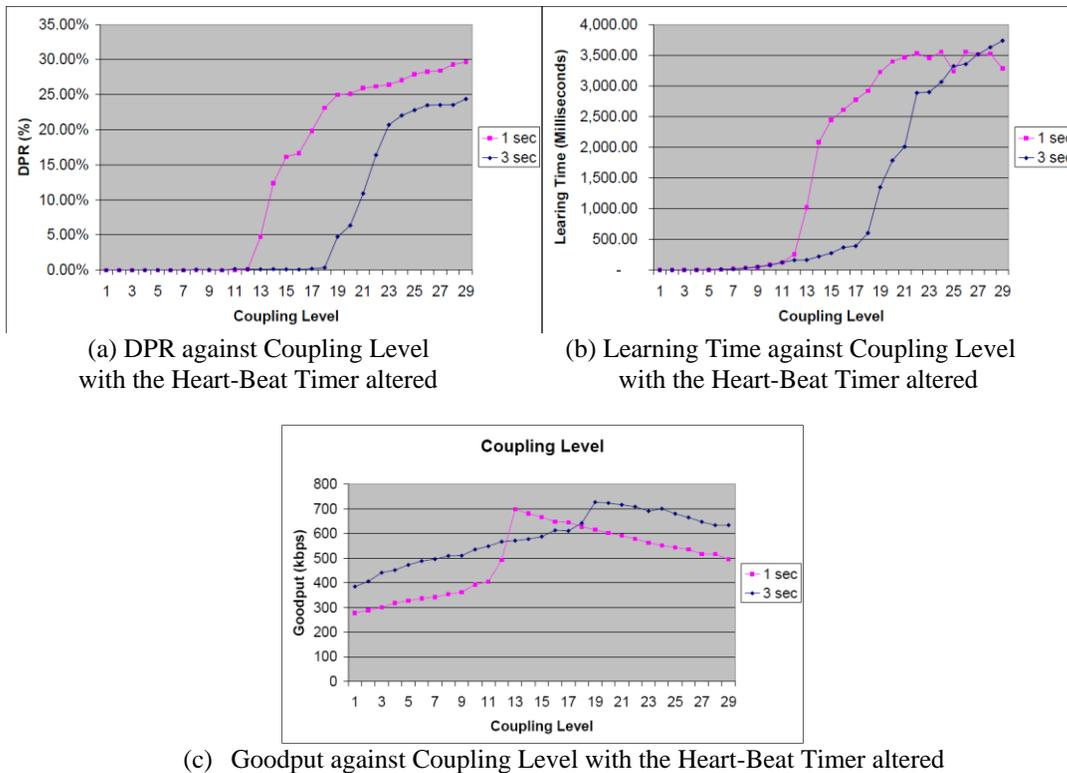 35.00%
30.00%
25.00%
20.00%
15.00%
10.00%
5.00%
0.00%
DPR (%)
1 3 5 7 9 11 13 15 17 19 21 23 25 27 29
Coupling Level
1 sec
3 sec
(a) DPR against Coupling Level
with the Heart-Beat Timer altered
4,000.00
3,500.00
3,000.00
2,500.00
2,000.00
1,500.00
1,000.00
500.00
-
Learing Time (Milliseconds)
1 3 5 7 9 11 13 15 17 19 21 23 25 27 29
Coupling Level
1 sec
3 sec
(b) Learning Time against Coupling Level
with the Heart-Beat Timer altered
Coupling Level
800
700
600
500
400
300
200
100
0
Goodput (kbps)
1 3 5 7 9 11 13 15 17 19 21 23 25 27 29
Coupling Level
1 sec
3 sec
(c) Goodput against Coupling Level with the Heart-Beat Timer altered